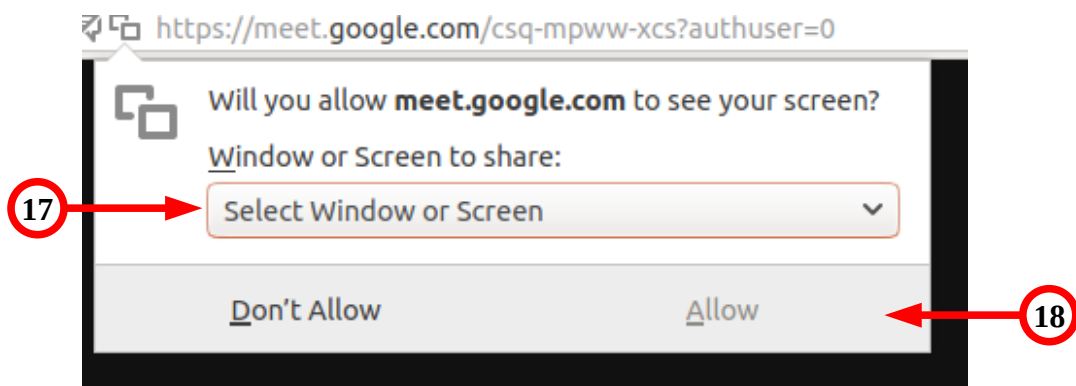 https://meet.google.com/csq-mpww-xcs?authuser=0
Will you allow meet.google.com to see your screen?
Window or Screen to share:
17
Select Window or Screen
Don't Allow
Allow
18